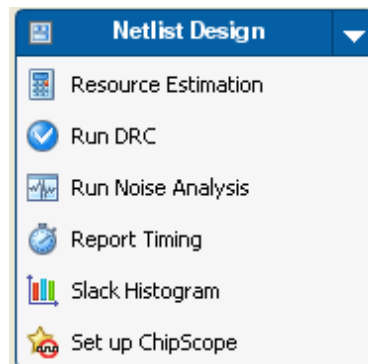 Netlist Design
Resource Estimation
Run DRC
Run Noise Analysis
Report Timing
Slack Histogram
Set up ChipScope